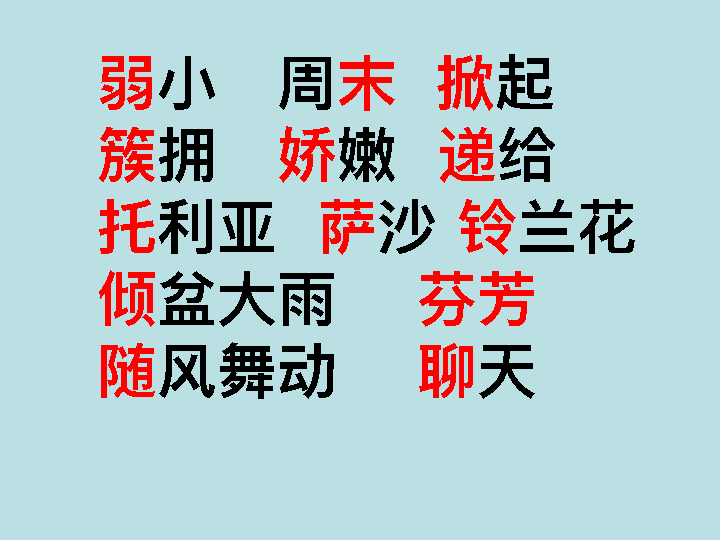 弱小 周末 掀起
簇拥 娇嫩 递给
托利亚 萨沙 铃兰花
倾盆大雨 芬芳
随风舞动 聊天